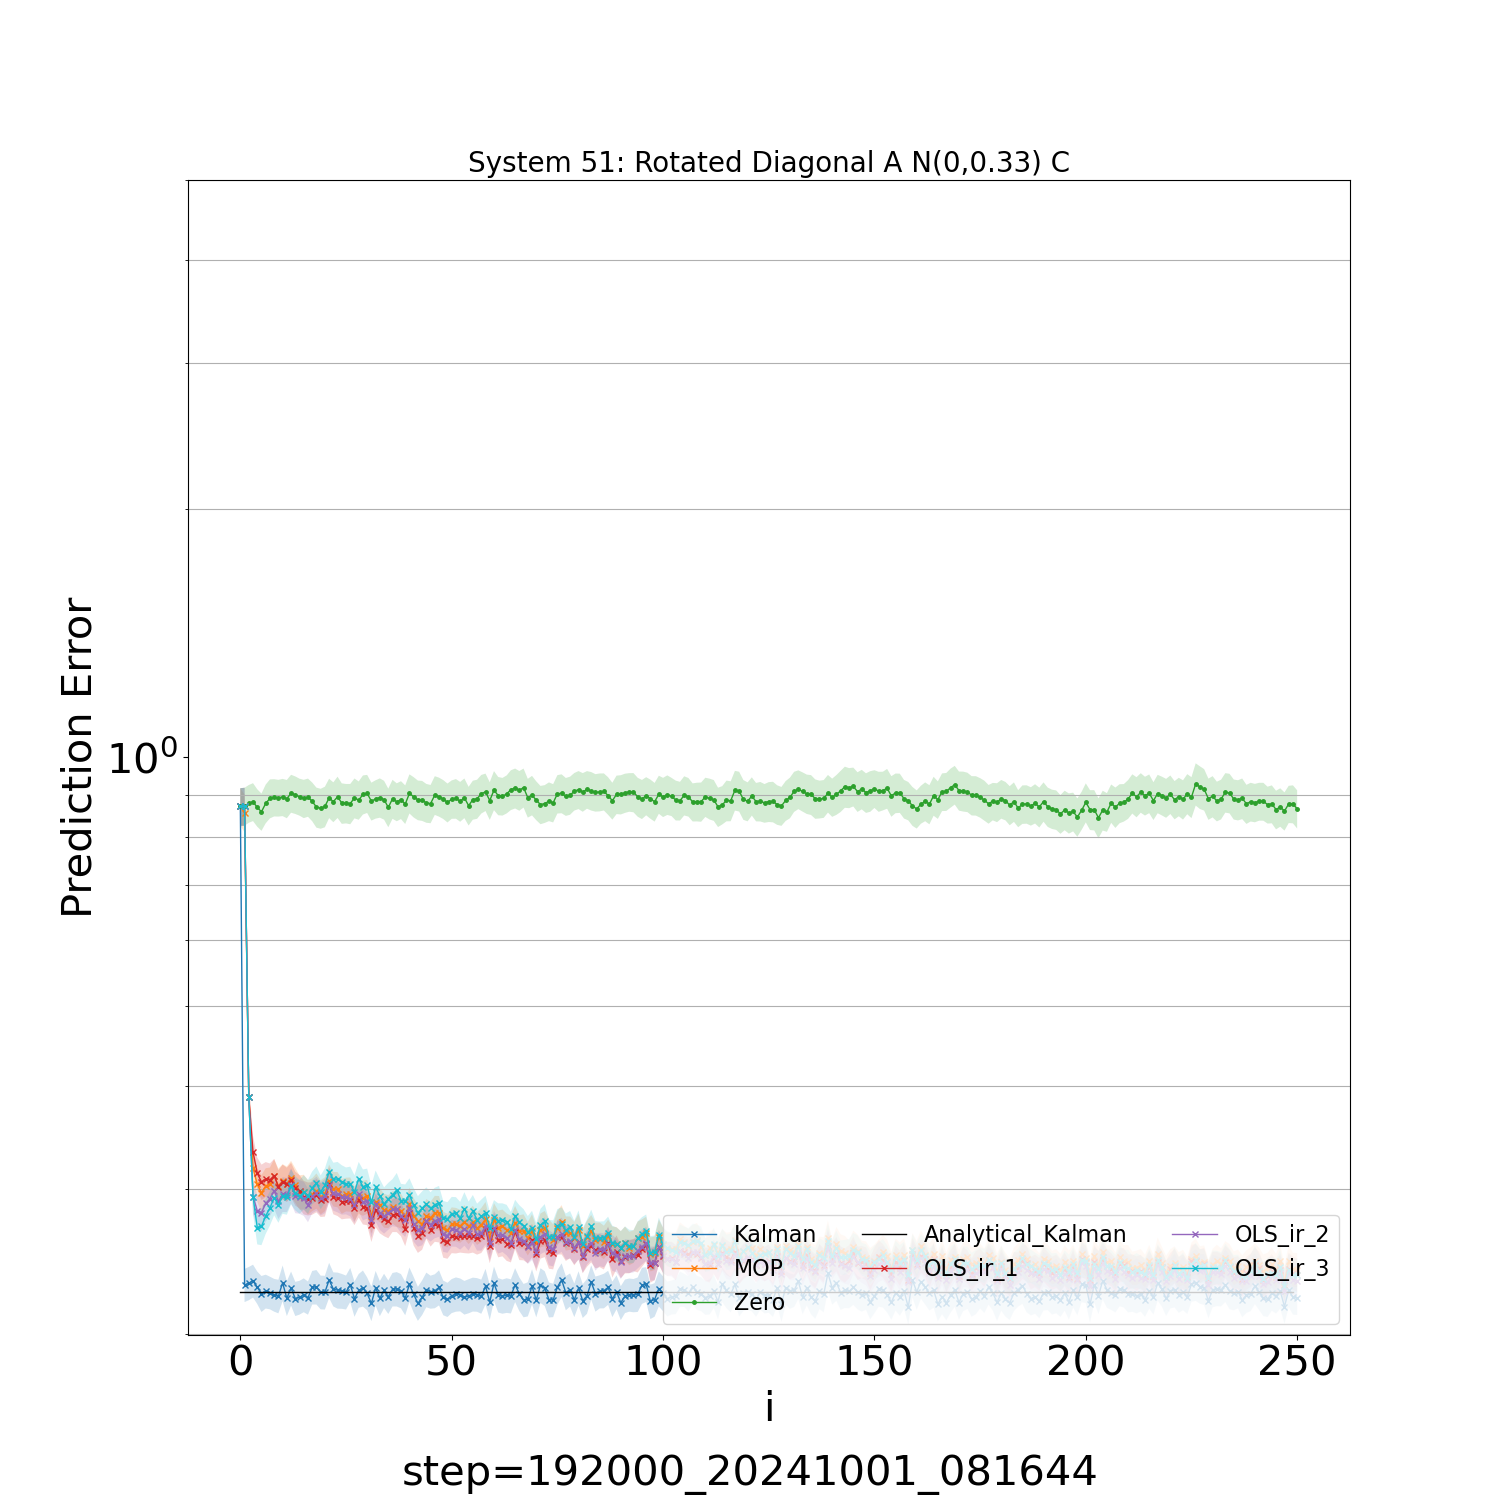 System 51: Rotated Diagonal A N(0,0.33) C
Prediction Error
10⁰
Kalman
MOP
Zero
Analytical_Kalman
OLS_ir_1
OLS_ir_2
OLS_ir_3
0 50 100 150 200 250
i
step=192000_20241001_081644